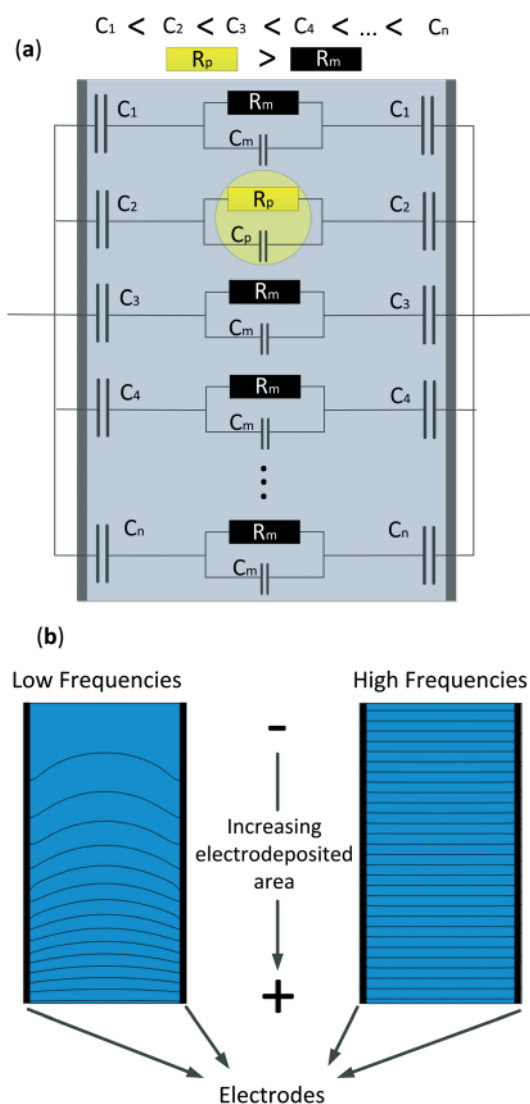 C1 < C2 < C3 < C4 < ... < Cn
(a)
Rp > Rm
C1 Rm C1
Cm
C2 Rp C2
Cp
C3 Rm C3
Cm
C4 Rm C4
Cm
Cn Rm Cn
Cm
(b)
Low Frequencies High Frequencies
-
Increasing
electrodeposited
area
+
Electrodes